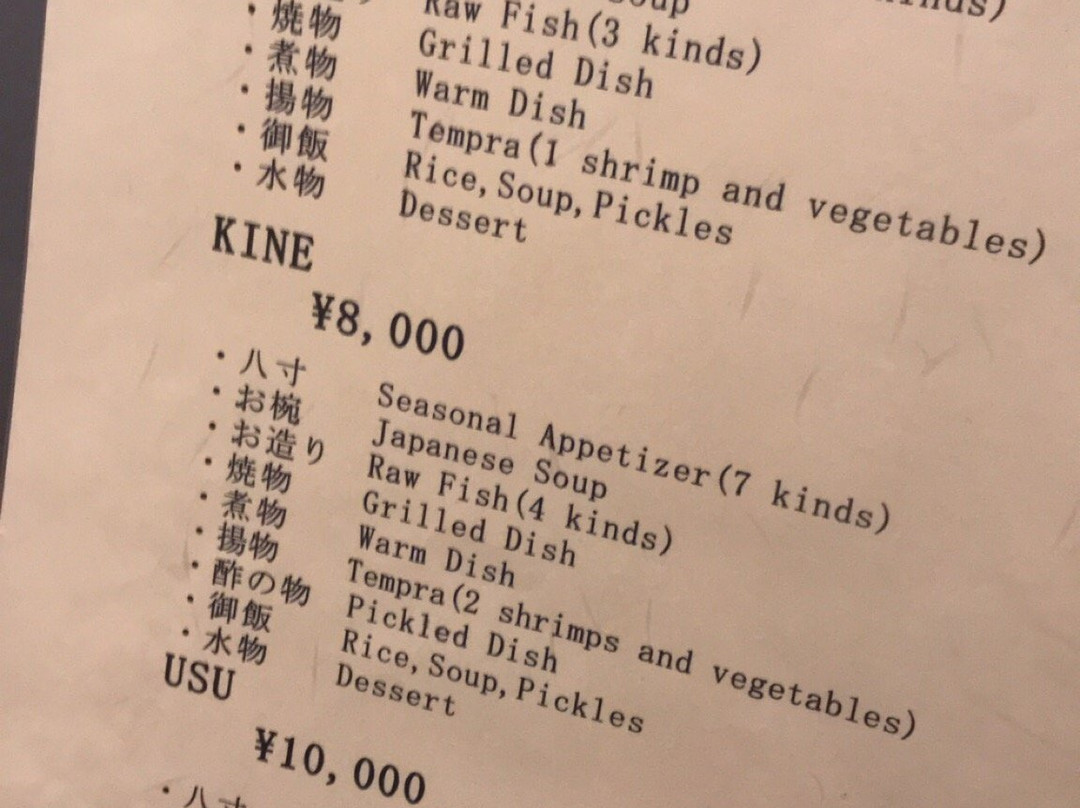 Soup
Raw Fish(3 kinds)
・焼物 Grilled Dish
・煮物 Warm Dish
・揚物 Tempra(1 shrimp and vegetables)
・御飯 Rice,Soup,Pickles
・水物 Dessert
KINE
¥8,000
・八寸 Seasonal Appetizer(7 kinds)
・お椀 Japanese Soup
・お造り Raw Fish(4 kinds)
・焼物 Grilled Dish
・煮物 Warm Dish
・揚物 Tempra(2 shrimps and vegetables)
・酢の物 Pickled Dish
・御飯 Rice,Soup,Pickles
・水物 Dessert
USU
¥10,000
・八寸